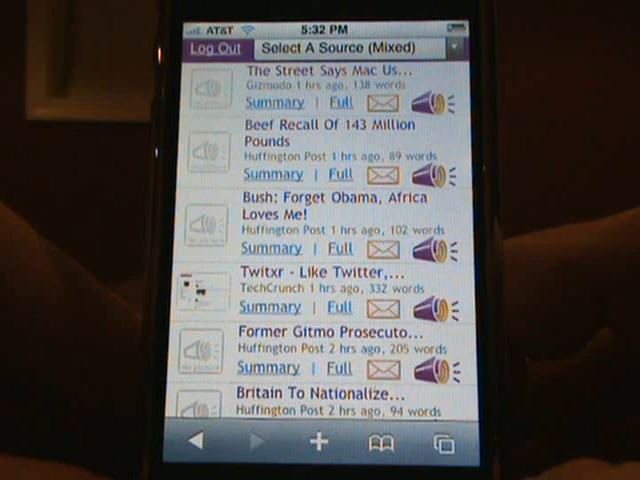 AT&T 5:32 PM
Log Out Select A Source (Mixed)
The Street Says Mac Us...
Gizmodo 1 hrs ago, 138 words
Summary | Full
Beef Recall Of 143 Million
Pounds
Huffington Post 1 hrs ago, 89 words
Summary | Full
Bush: Forget Obama, Africa
Loves Me!
Huffington Post 1 hrs ago, 102 words
Summary | Full
Twitxr - Like Twitter,...
TechCrunch 1 hrs ago, 332 words
Summary | Full
Former Gitmo Prosecuto...
Huffington Post 2 hrs ago, 205 words
No picture
Summary | Full
Britain To Nationalize...
Huffington Post 2 hrs ago, 94 words